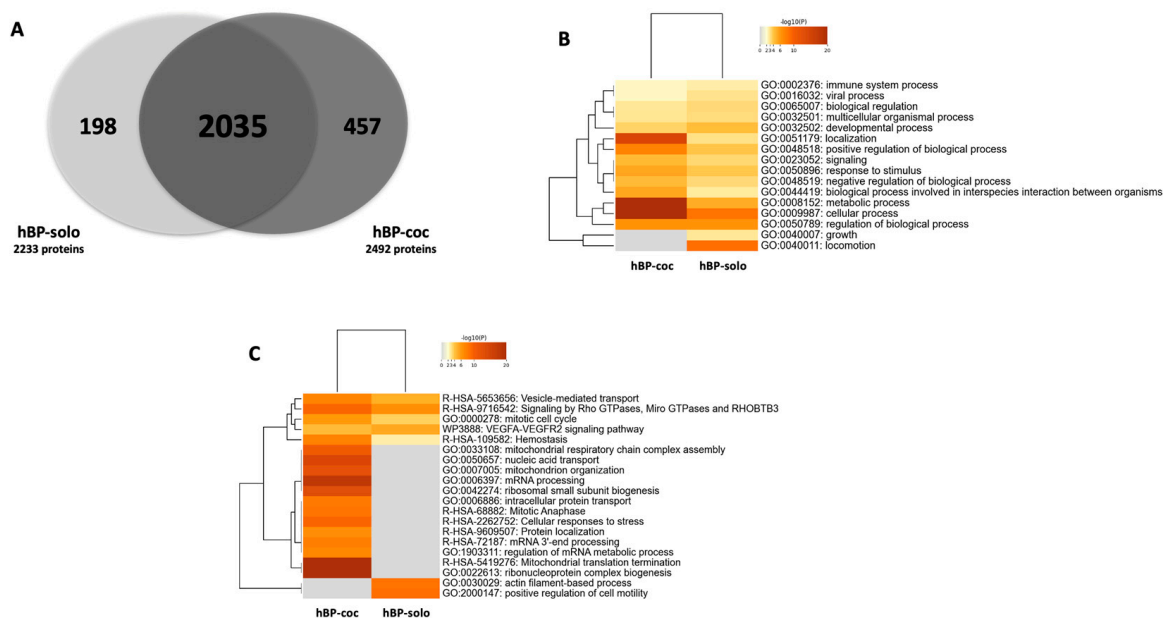 A
198
2035
457
hBP-solo
2233 proteins
hBP-coc
2492 proteins
B
-log10(P)
0 2 3 4 6 10 20
GO:0002376: immune system process
GO:0016032: viral process
GO:0065007: biological regulation
GO:0032501: multicellular organismal process
GO:0032502: developmental process
GO:0051179: localization
GO:0048518: positive regulation of biological process
GO:0023052: signaling
GO:0050896: response to stimulus
GO:0048519: negative regulation of biological process
GO:0044419: biological process involved in interspecies interaction between organisms
GO:0008152: metabolic process
GO:0009987: cellular process
GO:0050789: regulation of biological process
GO:0040007: growth
GO:0040011: locomotion
hBP-coc hBP-solo
C
-log10(P)
0 2 3 4 6 10 20
R-HSA-5653656: Vesicle-mediated transport
R-HSA-9716542: Signaling by Rho GTPases, Miro GTPases and RHOBTB3
GO:0000278: mitotic cell cycle
WP3888: VEGFA-VEGFR2 signaling pathway
R-HSA-109582: Hemostasis
GO:0033108: mitochondrial respiratory chain complex assembly
GO:0050657: nucleic acid transport
GO:0007005: mitochondrion organization
GO:0006397: mRNA processing
GO:0042274: ribosomal small subunit biogenesis
GO:0006886: intracellular protein transport
R-HSA-68882: Mitotic Anaphase
R-HSA-2262752: Cellular responses to stress
R-HSA-9609507: Protein localization
R-HSA-72187: mRNA 3'-end processing
GO:1903311: regulation of mRNA metabolic process
R-HSA-5419276: Mitochondrial translation termination
GO:0022613: ribonucleoprotein complex biogenesis
GO:0030029: actin filament-based process
GO:2000147: positive regulation of cell motility
hBP-coc hBP-solo